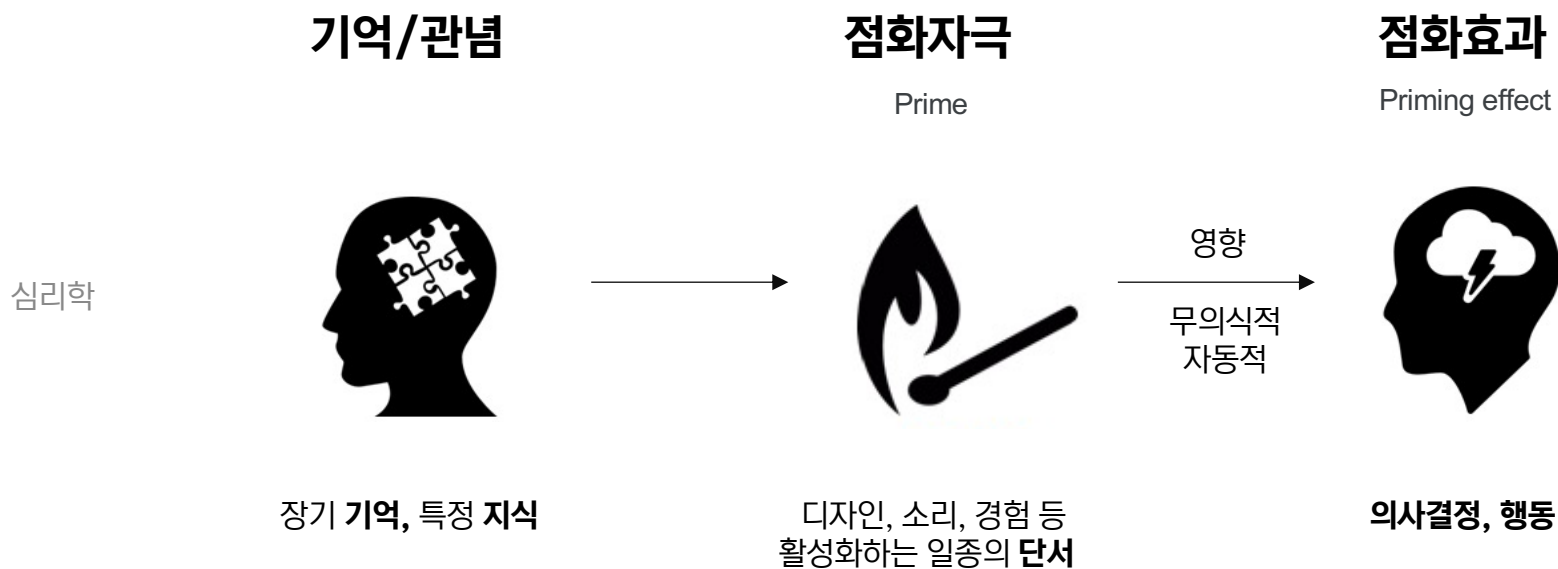 기억/관념
점화자극
점화효과
Prime
Priming effect
심리학
영향
무의식적
자동적
장기 기억, 특정 지식
디자인, 소리, 경험 등
활성화하는 일종의 단서
의사결정, 행동